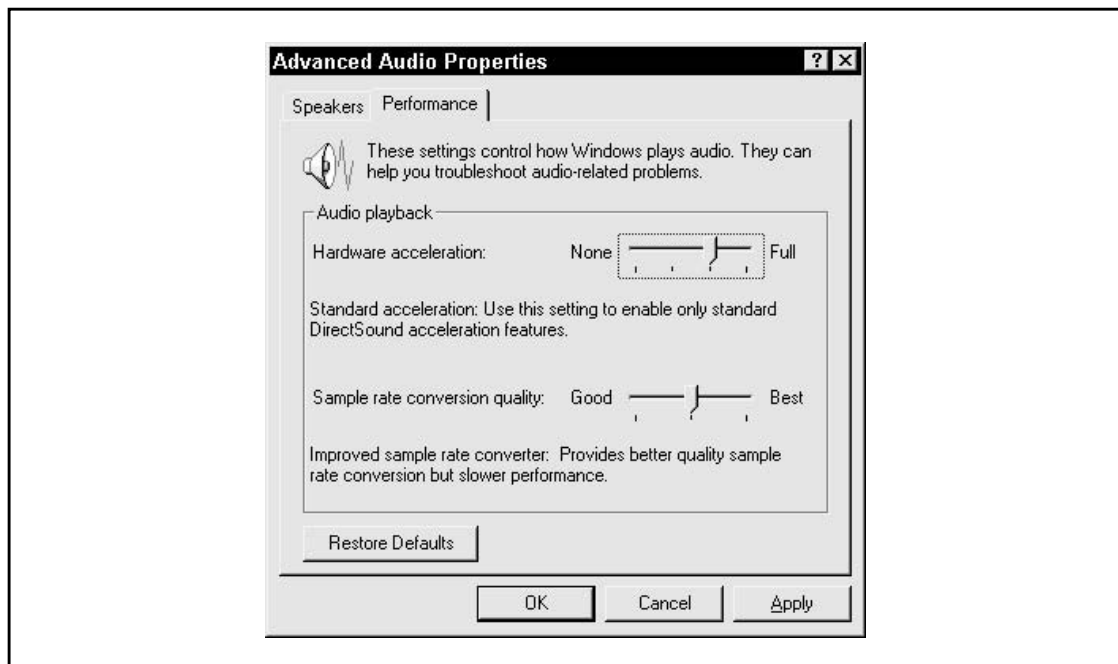 Advanced Audio Properties
? X
Speakers Performance
These settings control how Windows plays audio. They can
help you troubleshoot audio-related problems.
Audio playback
Hardware acceleration: None Full
Standard acceleration: Use this setting to enable only standard
DirectSound acceleration features.
Sample rate conversion quality: Good Best
Improved sample rate converter: Provides better quality sample
rate conversion but slower performance.
Restore Defaults
OK Cancel Apply